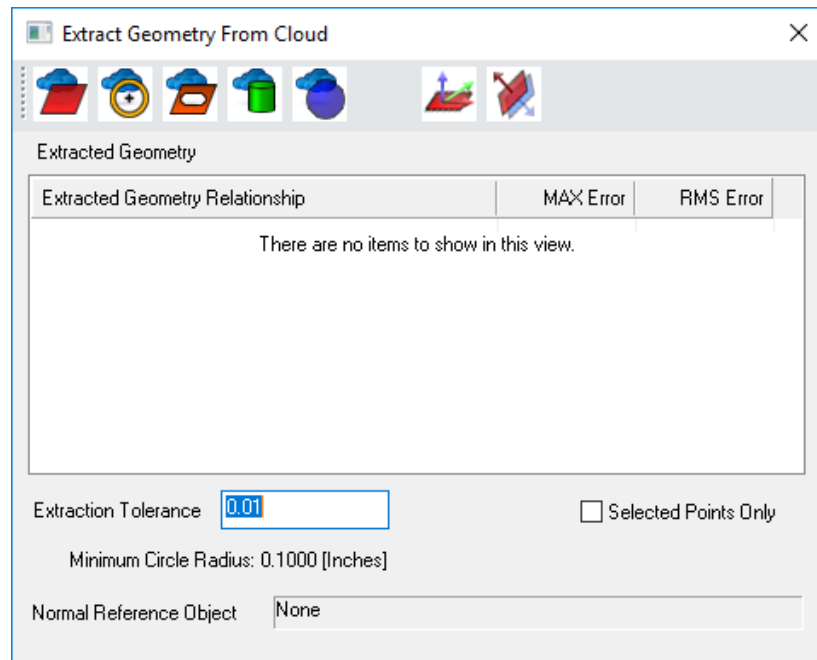 Extract Geometry From Cloud
Extracted Geometry
Extracted Geometry Relationship MAX Error RMS Error
There are no items to show in this view.
Extraction Tolerance 0.01 Selected Points Only
Minimum Circle Radius: 0.1000 [Inches]
Normal Reference Object None